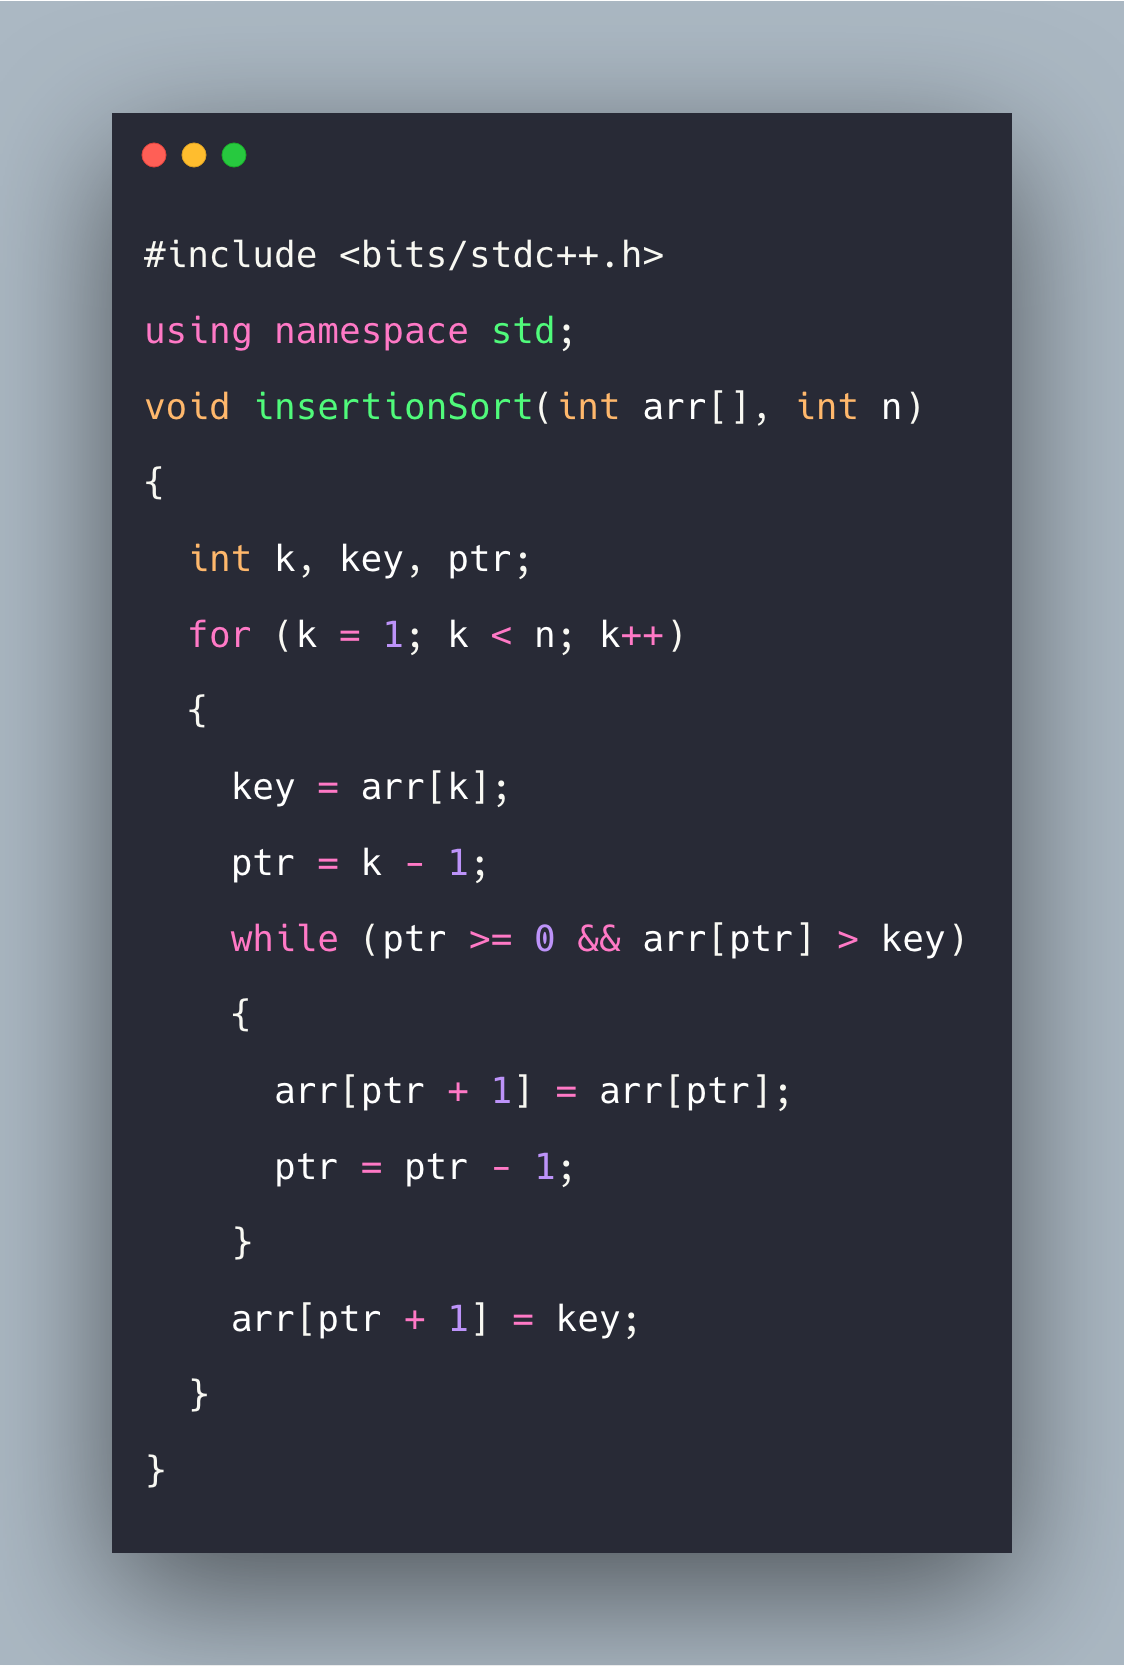 #include <bits/stdc++.h>
using namespace std;
void insertionSort(int arr[], int n)
{
  int k, key, ptr;
  for (k = 1; k < n; k++)
  {
    key = arr[k];
    ptr = k - 1;
    while (ptr >= 0 && arr[ptr] > key)
    {
      arr[ptr + 1] = arr[ptr];
      ptr = ptr - 1;
    }
    arr[ptr + 1] = key;
  }
}